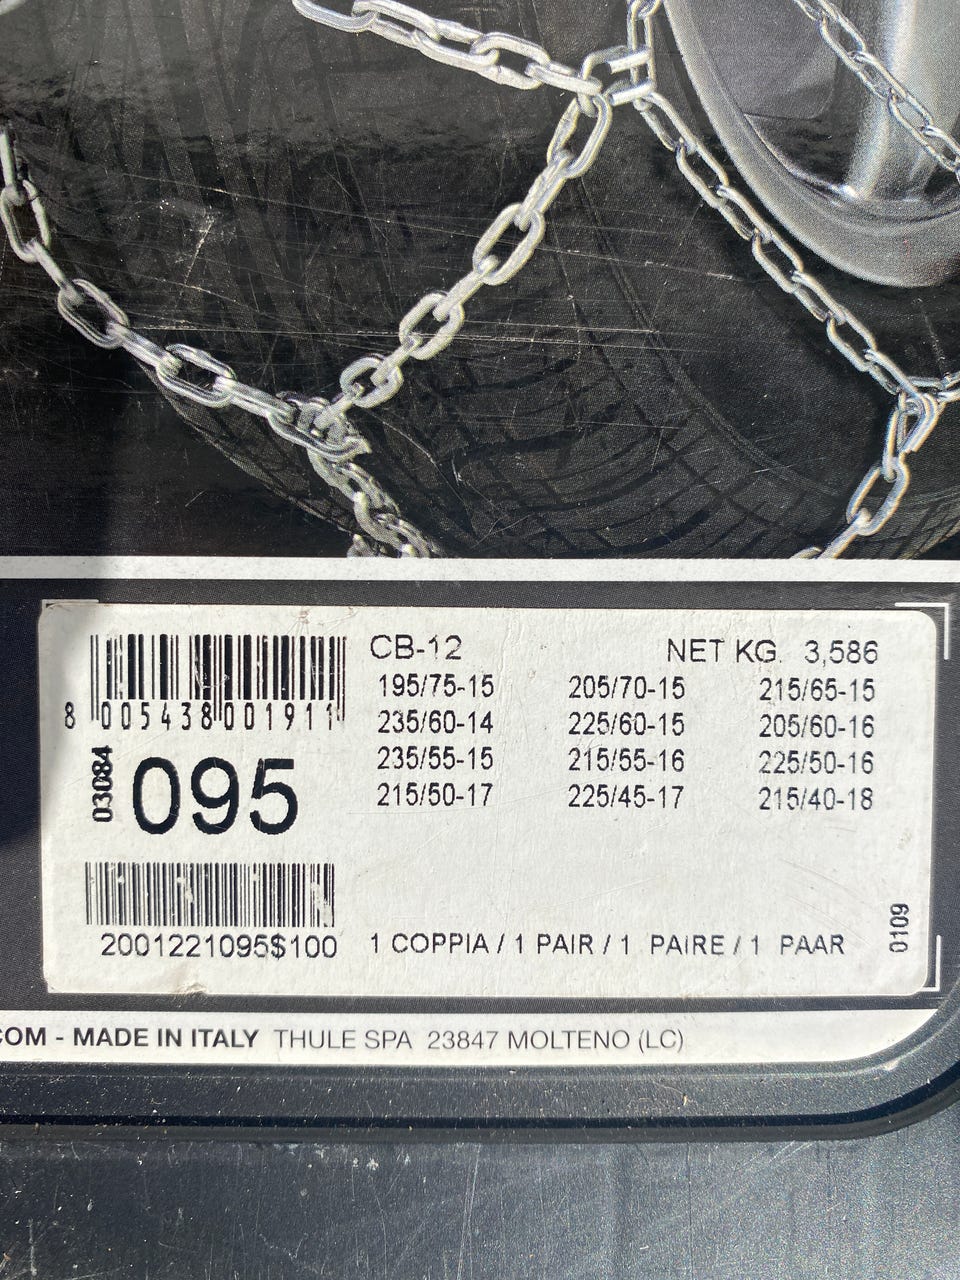 CB-12 NET KG. 3,586
195/75-15 205/70-15 215/65-15
235/60-14 225/60-15 205/60-16
235/55-15 215/55-16 225/50-16
215/50-17 225/45-17 215/40-18
8 005438 001911
03084
095
2001221095$100
1 COPPIA / 1 PAIR / 1 PAIRE / 1 PAAR
0109
COM - MADE IN ITALY THULE SPA 23847 MOLTENO (LC)